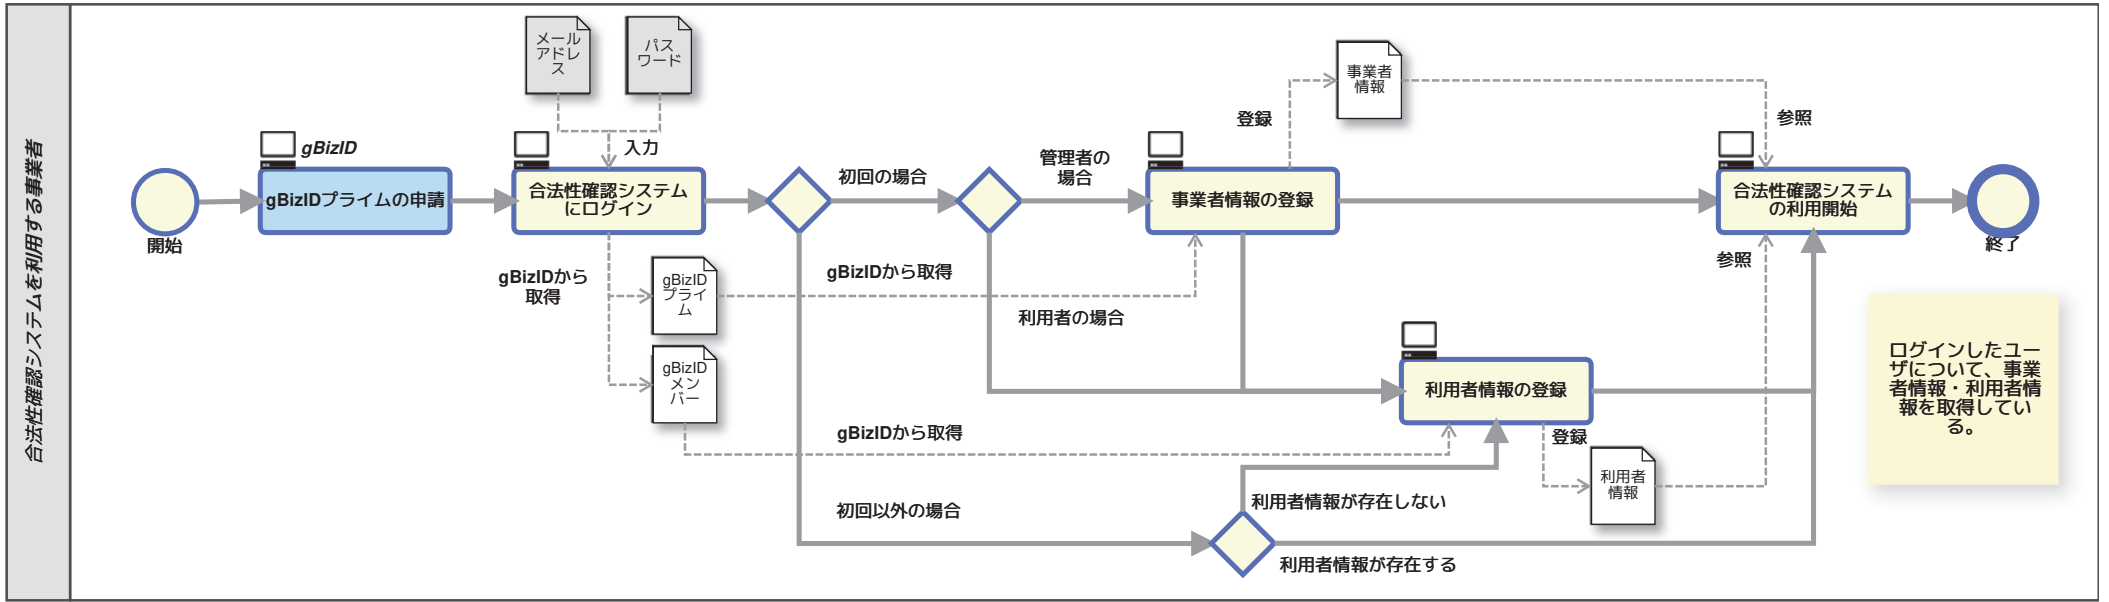 合法性確認システムを利用する事業者
開始
gBizID
gBizIDプライムの申請
メール
アドレ
ス
パス
ワード
入力
合法性確認システム
にログイン
gBizIDから
取得
gBizID
プライ
ム
gBizID
メン
バー
初回の場合
管理者の
場合
gBizIDから取得
利用者の場合
gBizIDから取得
初回以外の場合
登録
事業者
情報
参照
事業者情報の登録
利用者情報の登録
登録
利用者
情報
利用者情報が存在しない
利用者情報が存在する
合法性確認システム
の利用開始
参照
終了
ログインしたユー
ザについて、事業
者情報・利用者情
報を取得してい
る。